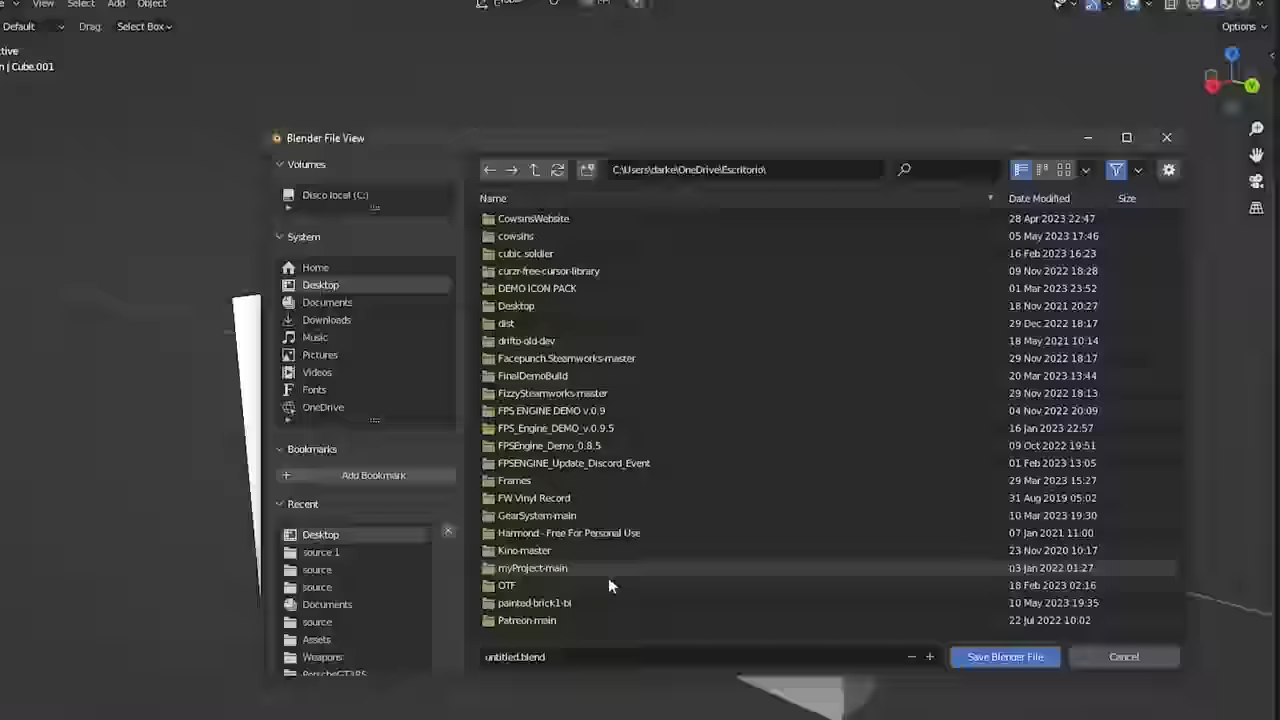 View Select Add Object
Default Drag: Select Box
Options
tive
n | Cube.001
Blender File View
Volumes
Disco local (C:)
System
Home
Desktop
Documents
Downloads
Music
Pictures
Videos
Fonts
OneDrive
Bookmarks
Add Bookmark
Recent
Desktop
source 1
source
source
Documents
source
Assets
Weapons
PorscheGT3RS
C:\Users\darke\OneDrive\Escritorio\
Name Date Modified Size
CowsinsWebsite 28 Apr 2023 22:47
cowsins 05 May 2023 17:46
cubic soldier 16 Feb 2023 16:23
curzr-free-cursor-library 09 Nov 2022 18:28
DEMO ICON PACK 01 Mar 2023 23:52
Desktop 18 Nov 2021 20:27
dist 29 Dec 2022 18:17
drifto-old-dev 18 May 2021 10:14
Facepunch.Steamworks-master 29 Nov 2022 18:17
FinalDemoBuild 20 Mar 2023 13:44
FizzySteamworks-master 29 Nov 2022 18:13
FPS ENGINE DEMO v.0.9 04 Nov 2022 20:09
FPS_Engine_DEMO_v.0.9.5 16 Jan 2023 22:57
FPSEngine_Demo_0.8.5 09 Oct 2022 19:51
FPSENGINE_Update_Discord_Event 01 Feb 2023 13:05
Frames 29 Mar 2023 15:27
FW Vinyl Record 31 Aug 2019 05:02
GearSystem-main 10 Mar 2023 19:30
Harmond - Free For Personal Use 07 Jan 2021 11:00
Kino-master 23 Nov 2020 10:17
myProject-main 03 Jan 2022 01:27
OTF 18 Feb 2023 02:16
painted-brick1-bl 10 May 2023 19:35
Patreon-main 22 Jul 2022 10:02
untitled.blend
Save Blender File
Cancel